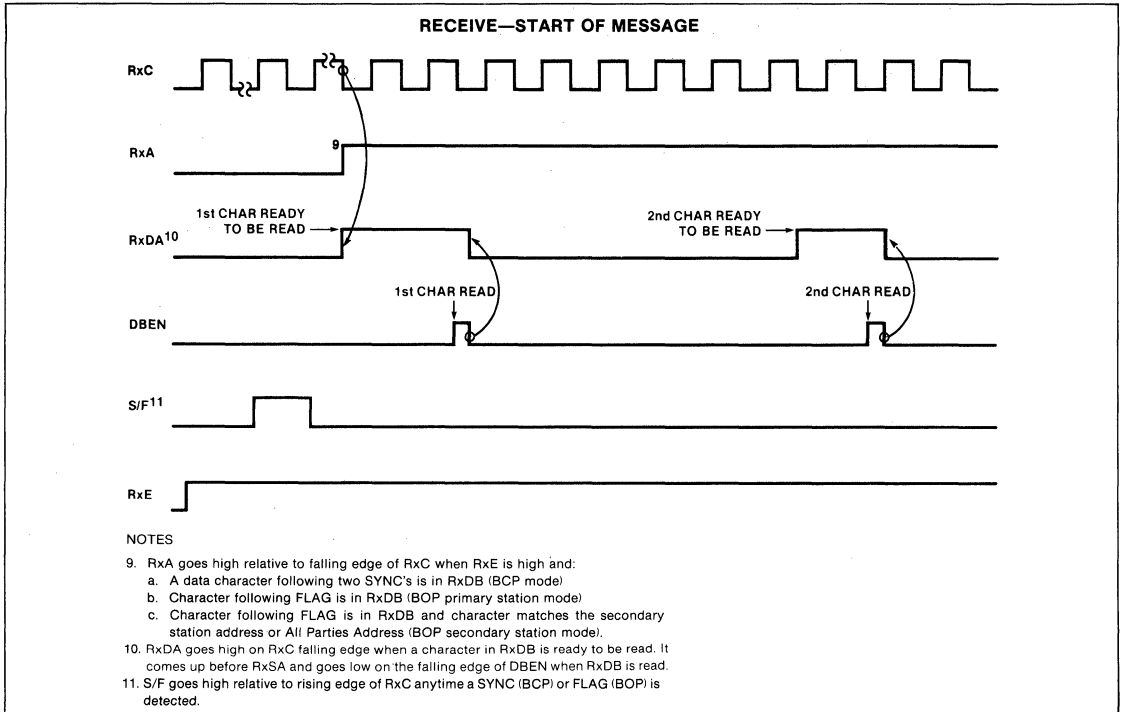 RECEIVE—START OF MESSAGE
RxC
RxA
9
1st CHAR READY
TO BE READ
2nd CHAR READY
TO BE READ
RxDA10
1st CHAR READ
2nd CHAR READ
DBEN
S/F11
RxE
NOTES
9. RxA goes high relative to falling edge of RxC when RxE is high and:
a. A data character following two SYNC's is in RxDB (BCP mode)
b. Character following FLAG is in RxDB (BOP primary station mode)
c. Character following FLAG is in RxDB and character matches the secondary
station address or All Parties Address (BOP secondary station mode).
10. RxDA goes high on RxC falling edge when a character in RxDB is ready to be read. It
comes up before RxSA and goes low on the falling edge of DBEN when RxDB is read.
11. S/F goes high relative to rising edge of RxC anytime a SYNC (BCP) or FLAG (BOP) is
detected.